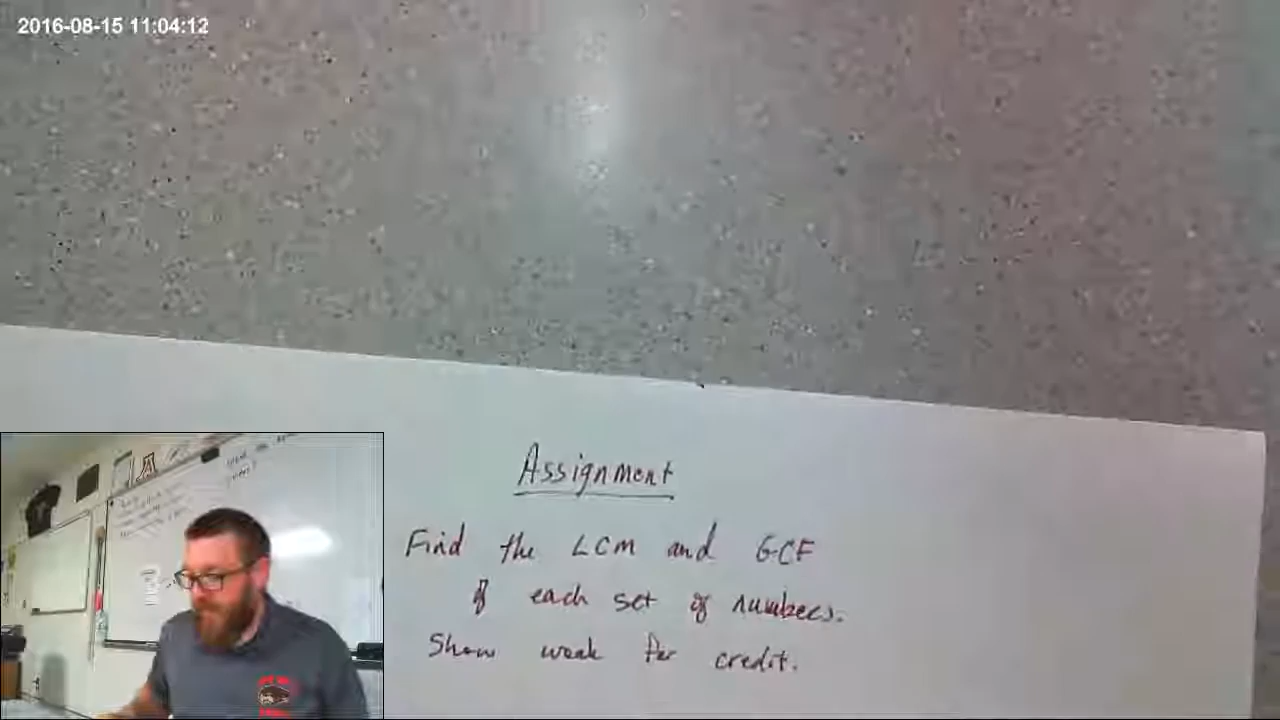 2016-08-15 11:04:12
Assignment
Find the LCM and GCF
of each set of numbers.
Show work for credit.